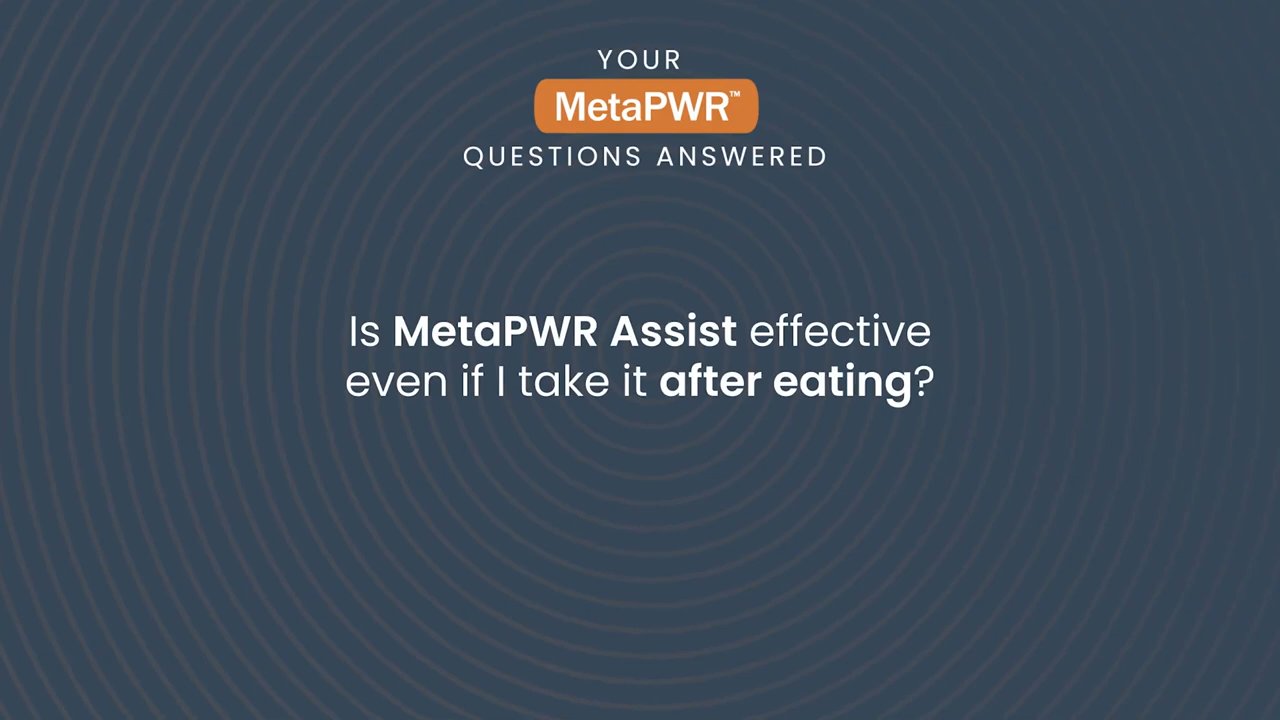 YOUR
MetaPWR™
QUESTIONS ANSWERED
Is MetaPWR Assist effective
even if I take it after eating?